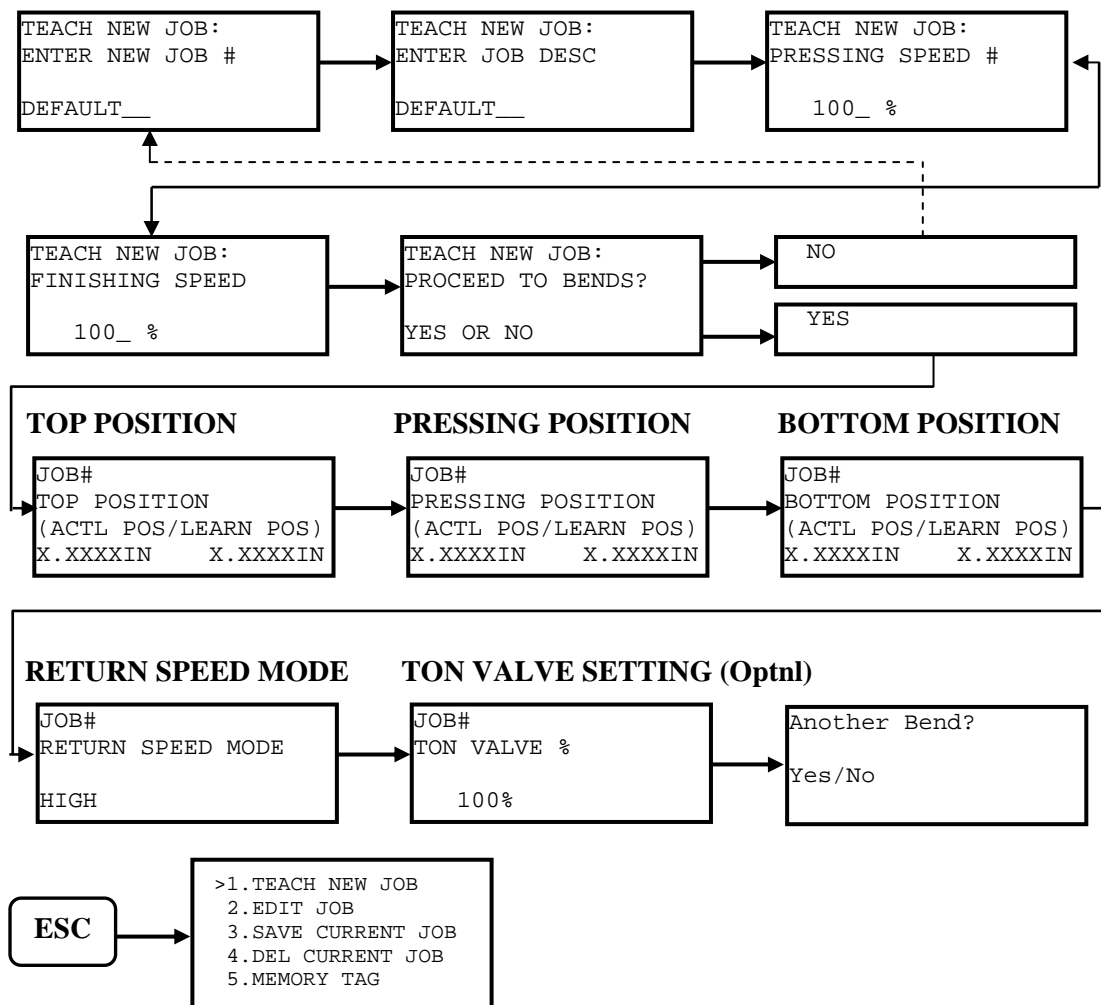 TEACH NEW JOB:
ENTER NEW JOB #
DEFAULT__
TEACH NEW JOB:
ENTER JOB DESC
DEFAULT__
TEACH NEW JOB:
PRESSING SPEED #
100_ %
TEACH NEW JOB:
FINISHING SPEED
100_ %
TEACH NEW JOB:
PROCEED TO BENDS?
YES OR NO
NO
YES
TOP POSITION
JOB#
TOP POSITION
(ACTL POS/LEARN POS)
X.XXXXIN X.XXXXIN
PRESSING POSITION
JOB#
PRESSING POSITION
(ACTL POS/LEARN POS)
X.XXXXIN X.XXXXIN
BOTTOM POSITION
JOB#
BOTTOM POSITION
(ACTL POS/LEARN POS)
X.XXXXIN X.XXXXIN
RETURN SPEED MODE
JOB#
RETURN SPEED MODE
HIGH
TON VALVE SETTING (Optnl)
JOB#
TON VALVE %
100%
Another Bend?
Yes/No
ESC
>1.TEACH NEW JOB
2.EDIT JOB
3.SAVE CURRENT JOB
4.DEL CURRENT JOB
5.MEMORY TAG